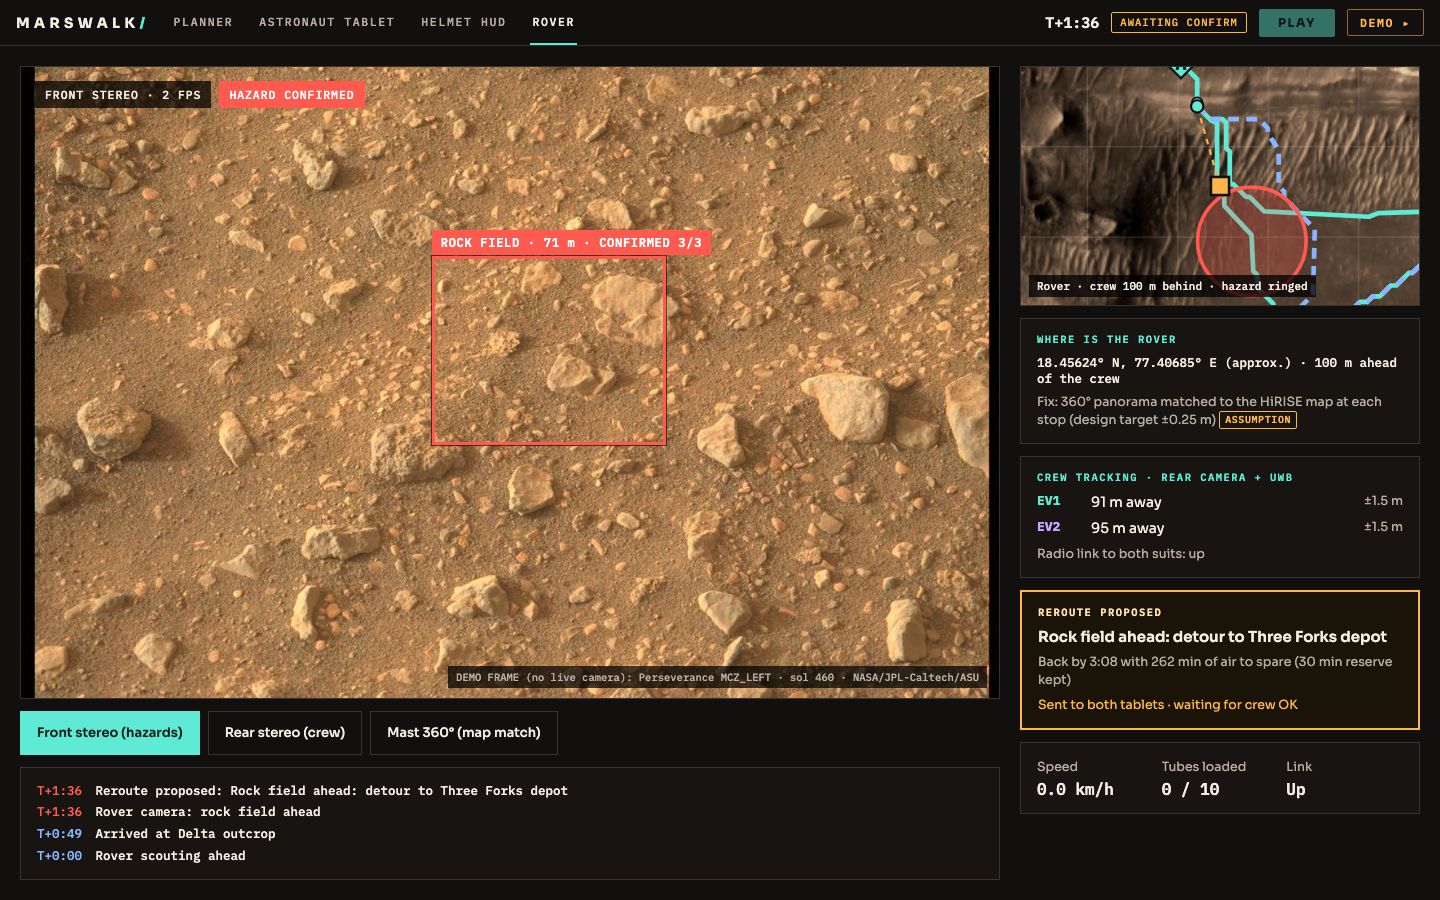 MARSWALK/
PLANNER
ASTRONAUT TABLET
HELMET HUD
ROVER
T+1:36
AWAITING CONFIRM
PLAY
DEMO ▸
FRONT STEREO · 2 FPS
HAZARD CONFIRMED
ROCK FIELD · 71 m · CONFIRMED 3/3
DEMO FRAME (no live camera): Perseverance MCZ_LEFT · sol 460 · NASA/JPL-Caltech/ASU
Front stereo (hazards)
Rear stereo (crew)
Mast 360° (map match)
T+1:36 Reroute proposed: Rock field ahead: detour to Three Forks depot
T+1:36 Rover camera: rock field ahead
T+0:49 Arrived at Delta outcrop
T+0:00 Rover scouting ahead
Rover · crew 100 m behind · hazard ringed
WHERE IS THE ROVER
18.45624° N, 77.40685° E (approx.) · 100 m ahead
of the crew
Fix: 360° panorama matched to the HiRISE map at each
stop (design target ±0.25 m) ASSUMPTION
CREW TRACKING · REAR CAMERA + UWB
EV1 91 m away ±1.5 m
EV2 95 m away ±1.5 m
Radio link to both suits: up
REROUTE PROPOSED
Rock field ahead: detour to Three Forks depot
Back by 3:08 with 262 min of air to spare (30 min reserve
kept)
Sent to both tablets · waiting for crew OK
Speed Tubes loaded Link
0.0 km/h 0 / 10 Up